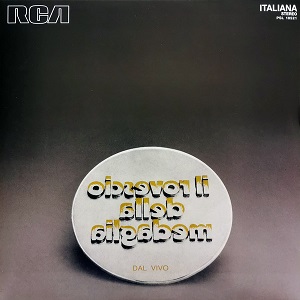 RCA
ITALIANA
STEREO
PSL 10521
il rovescio
della
medaglia
DAL VIVO